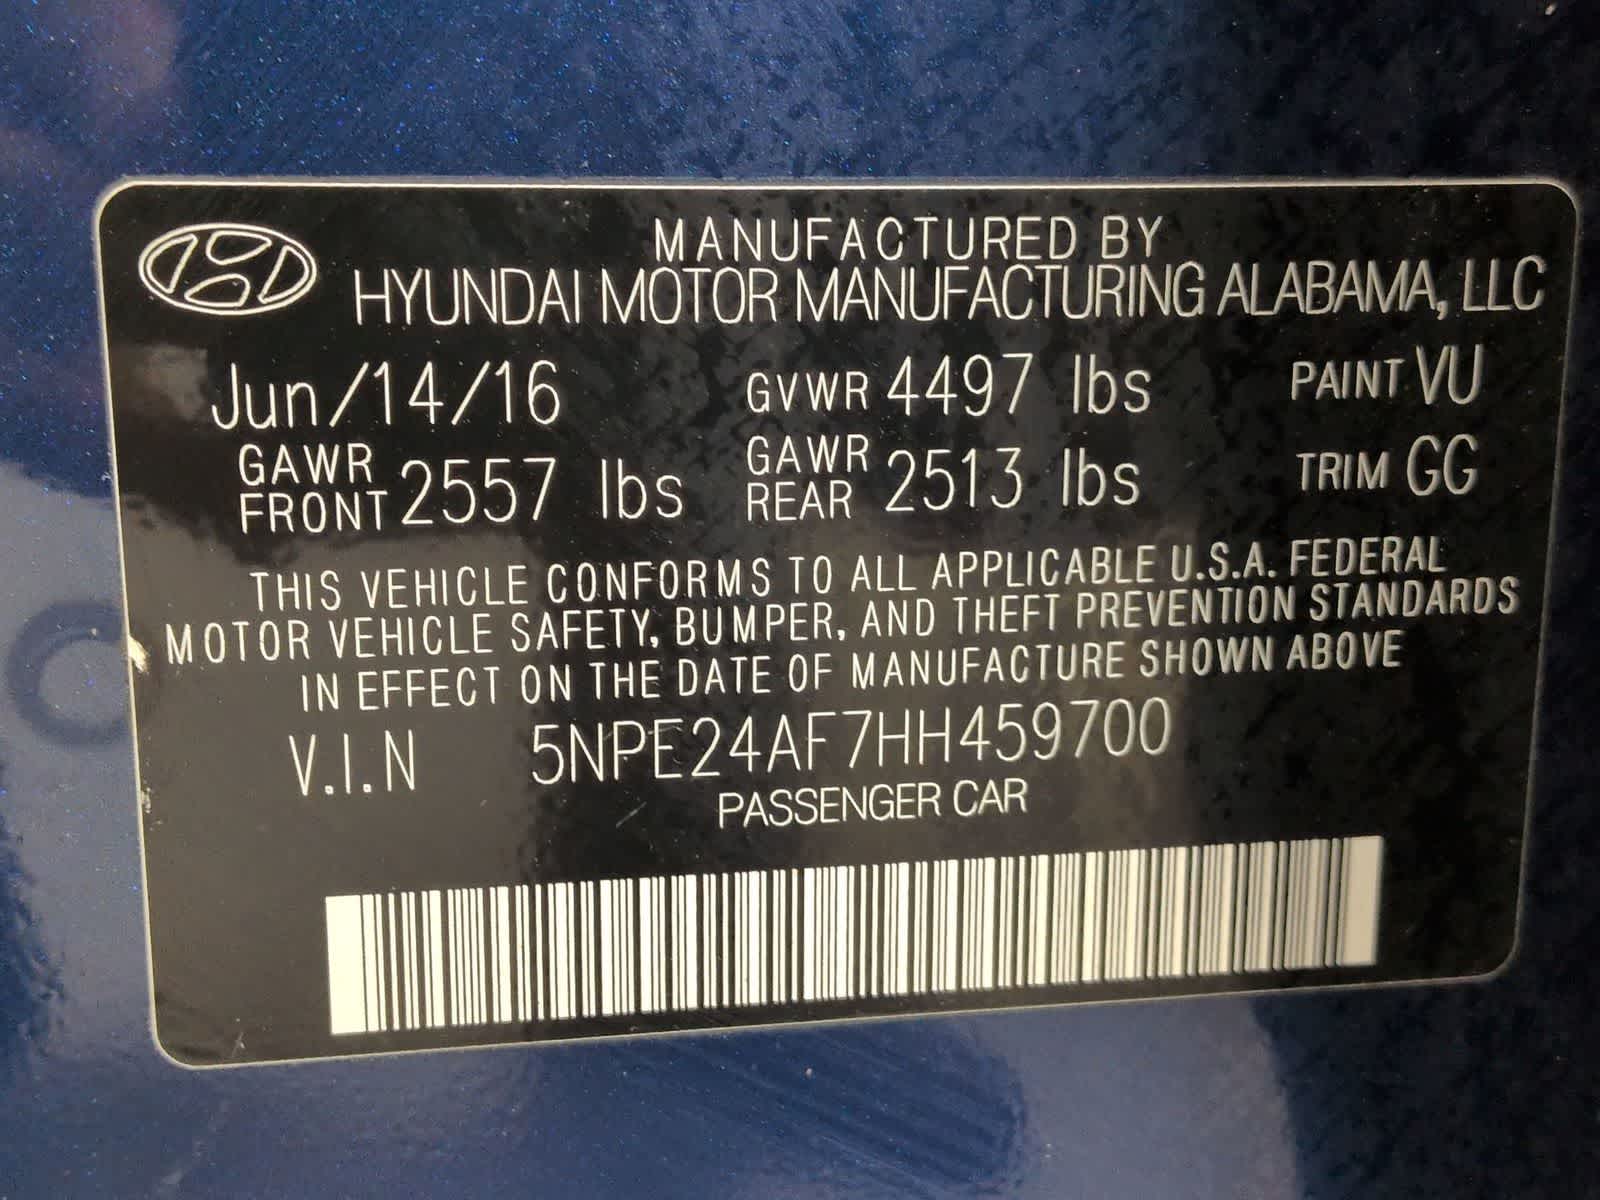 MANUFACTURED BY
HYUNDAI MOTOR MANUFACTURING ALABAMA, LLC
Jun/14/16 GVWR 4497 lbs PAINT VU
GAWR FRONT 2557 lbs GAWR REAR 2513 lbs TRIM GG
THIS VEHICLE CONFORMS TO ALL APPLICABLE U.S.A. FEDERAL
MOTOR VEHICLE SAFETY, BUMPER, AND THEFT PREVENTION STANDARDS
IN EFFECT ON THE DATE OF MANUFACTURE SHOWN ABOVE
V.I.N 5NPE24AF7HH459700
PASSENGER CAR